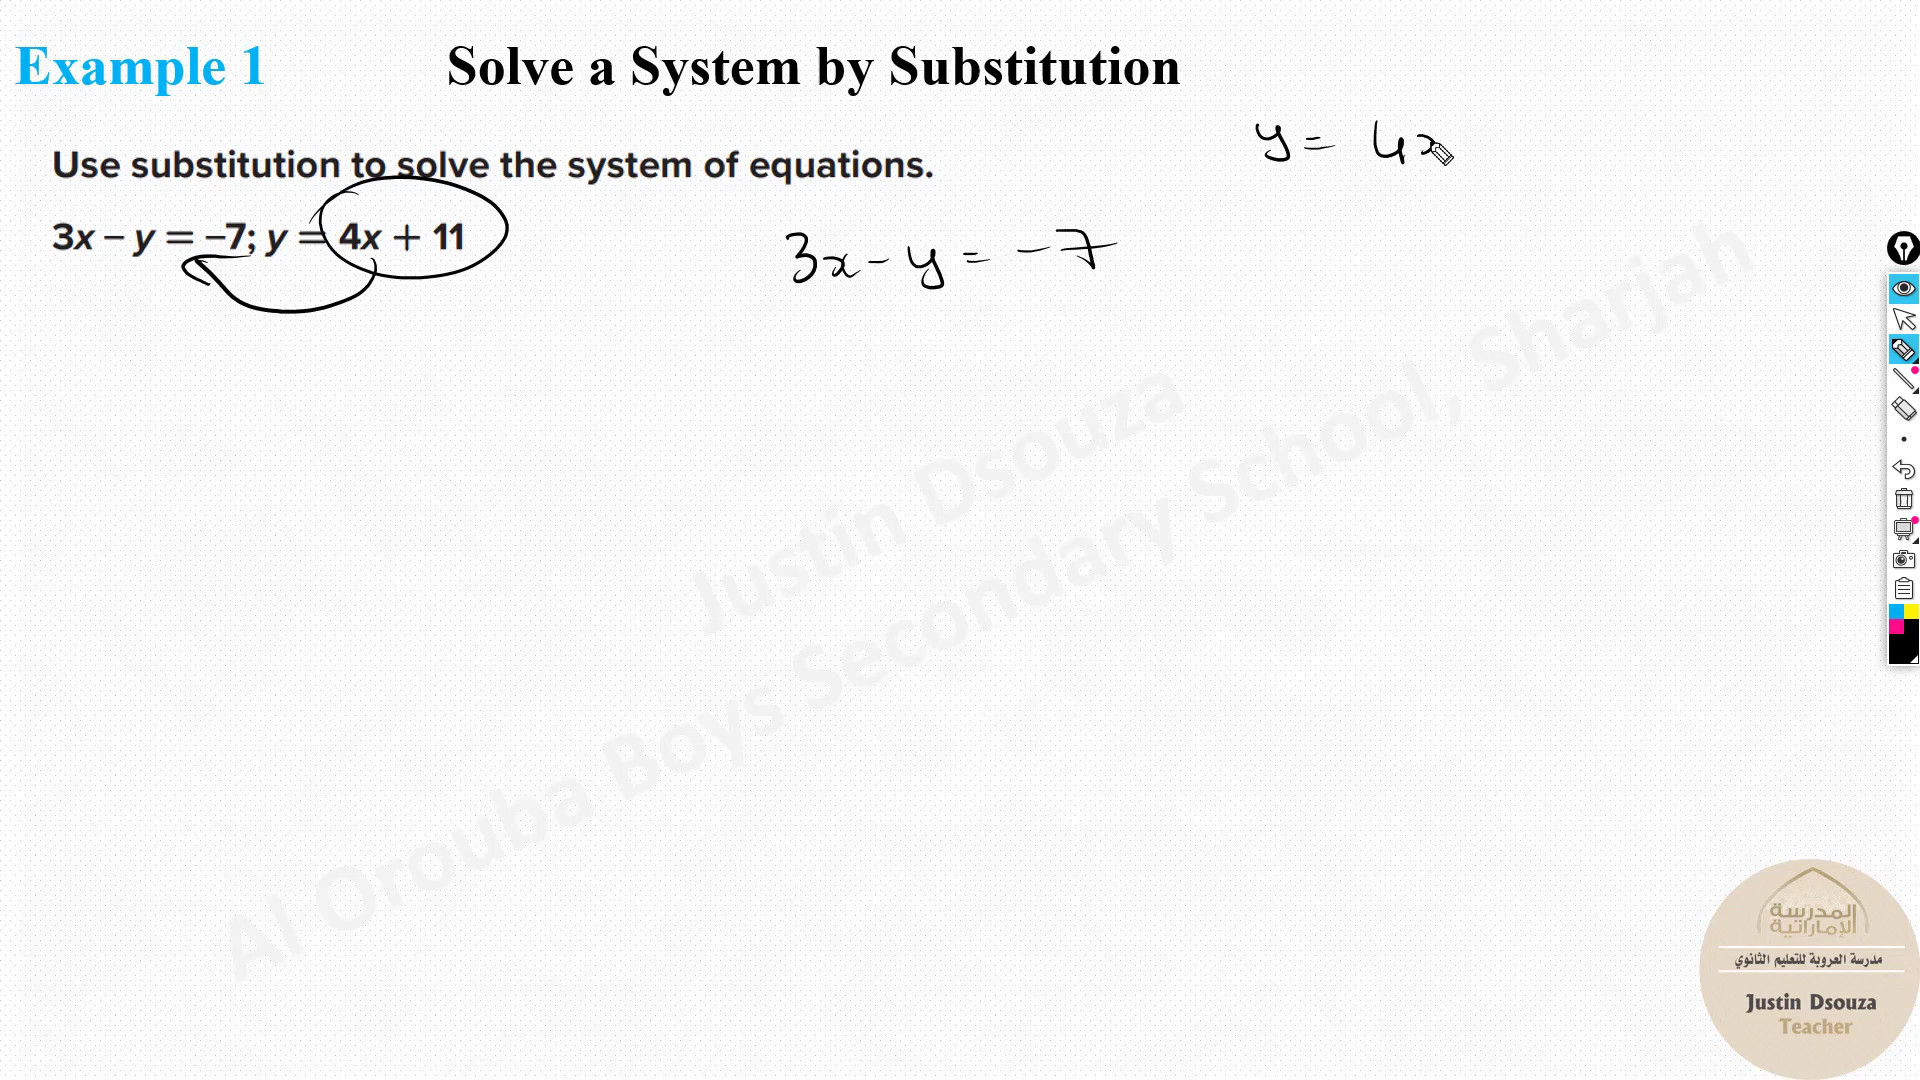 Example 1 Solve a System by Substitution
y = 4x
Use substitution to solve the system of equations.
3x – y = –7; y = 4x + 11
3x - y = -7
Justin Dsouza
Al Orouba Boys Secondary School, Sharjah
المدرسة
الإماراتية
مدرسة العروبة للتعليم الثانوي
Justin Dsouza
Teacher